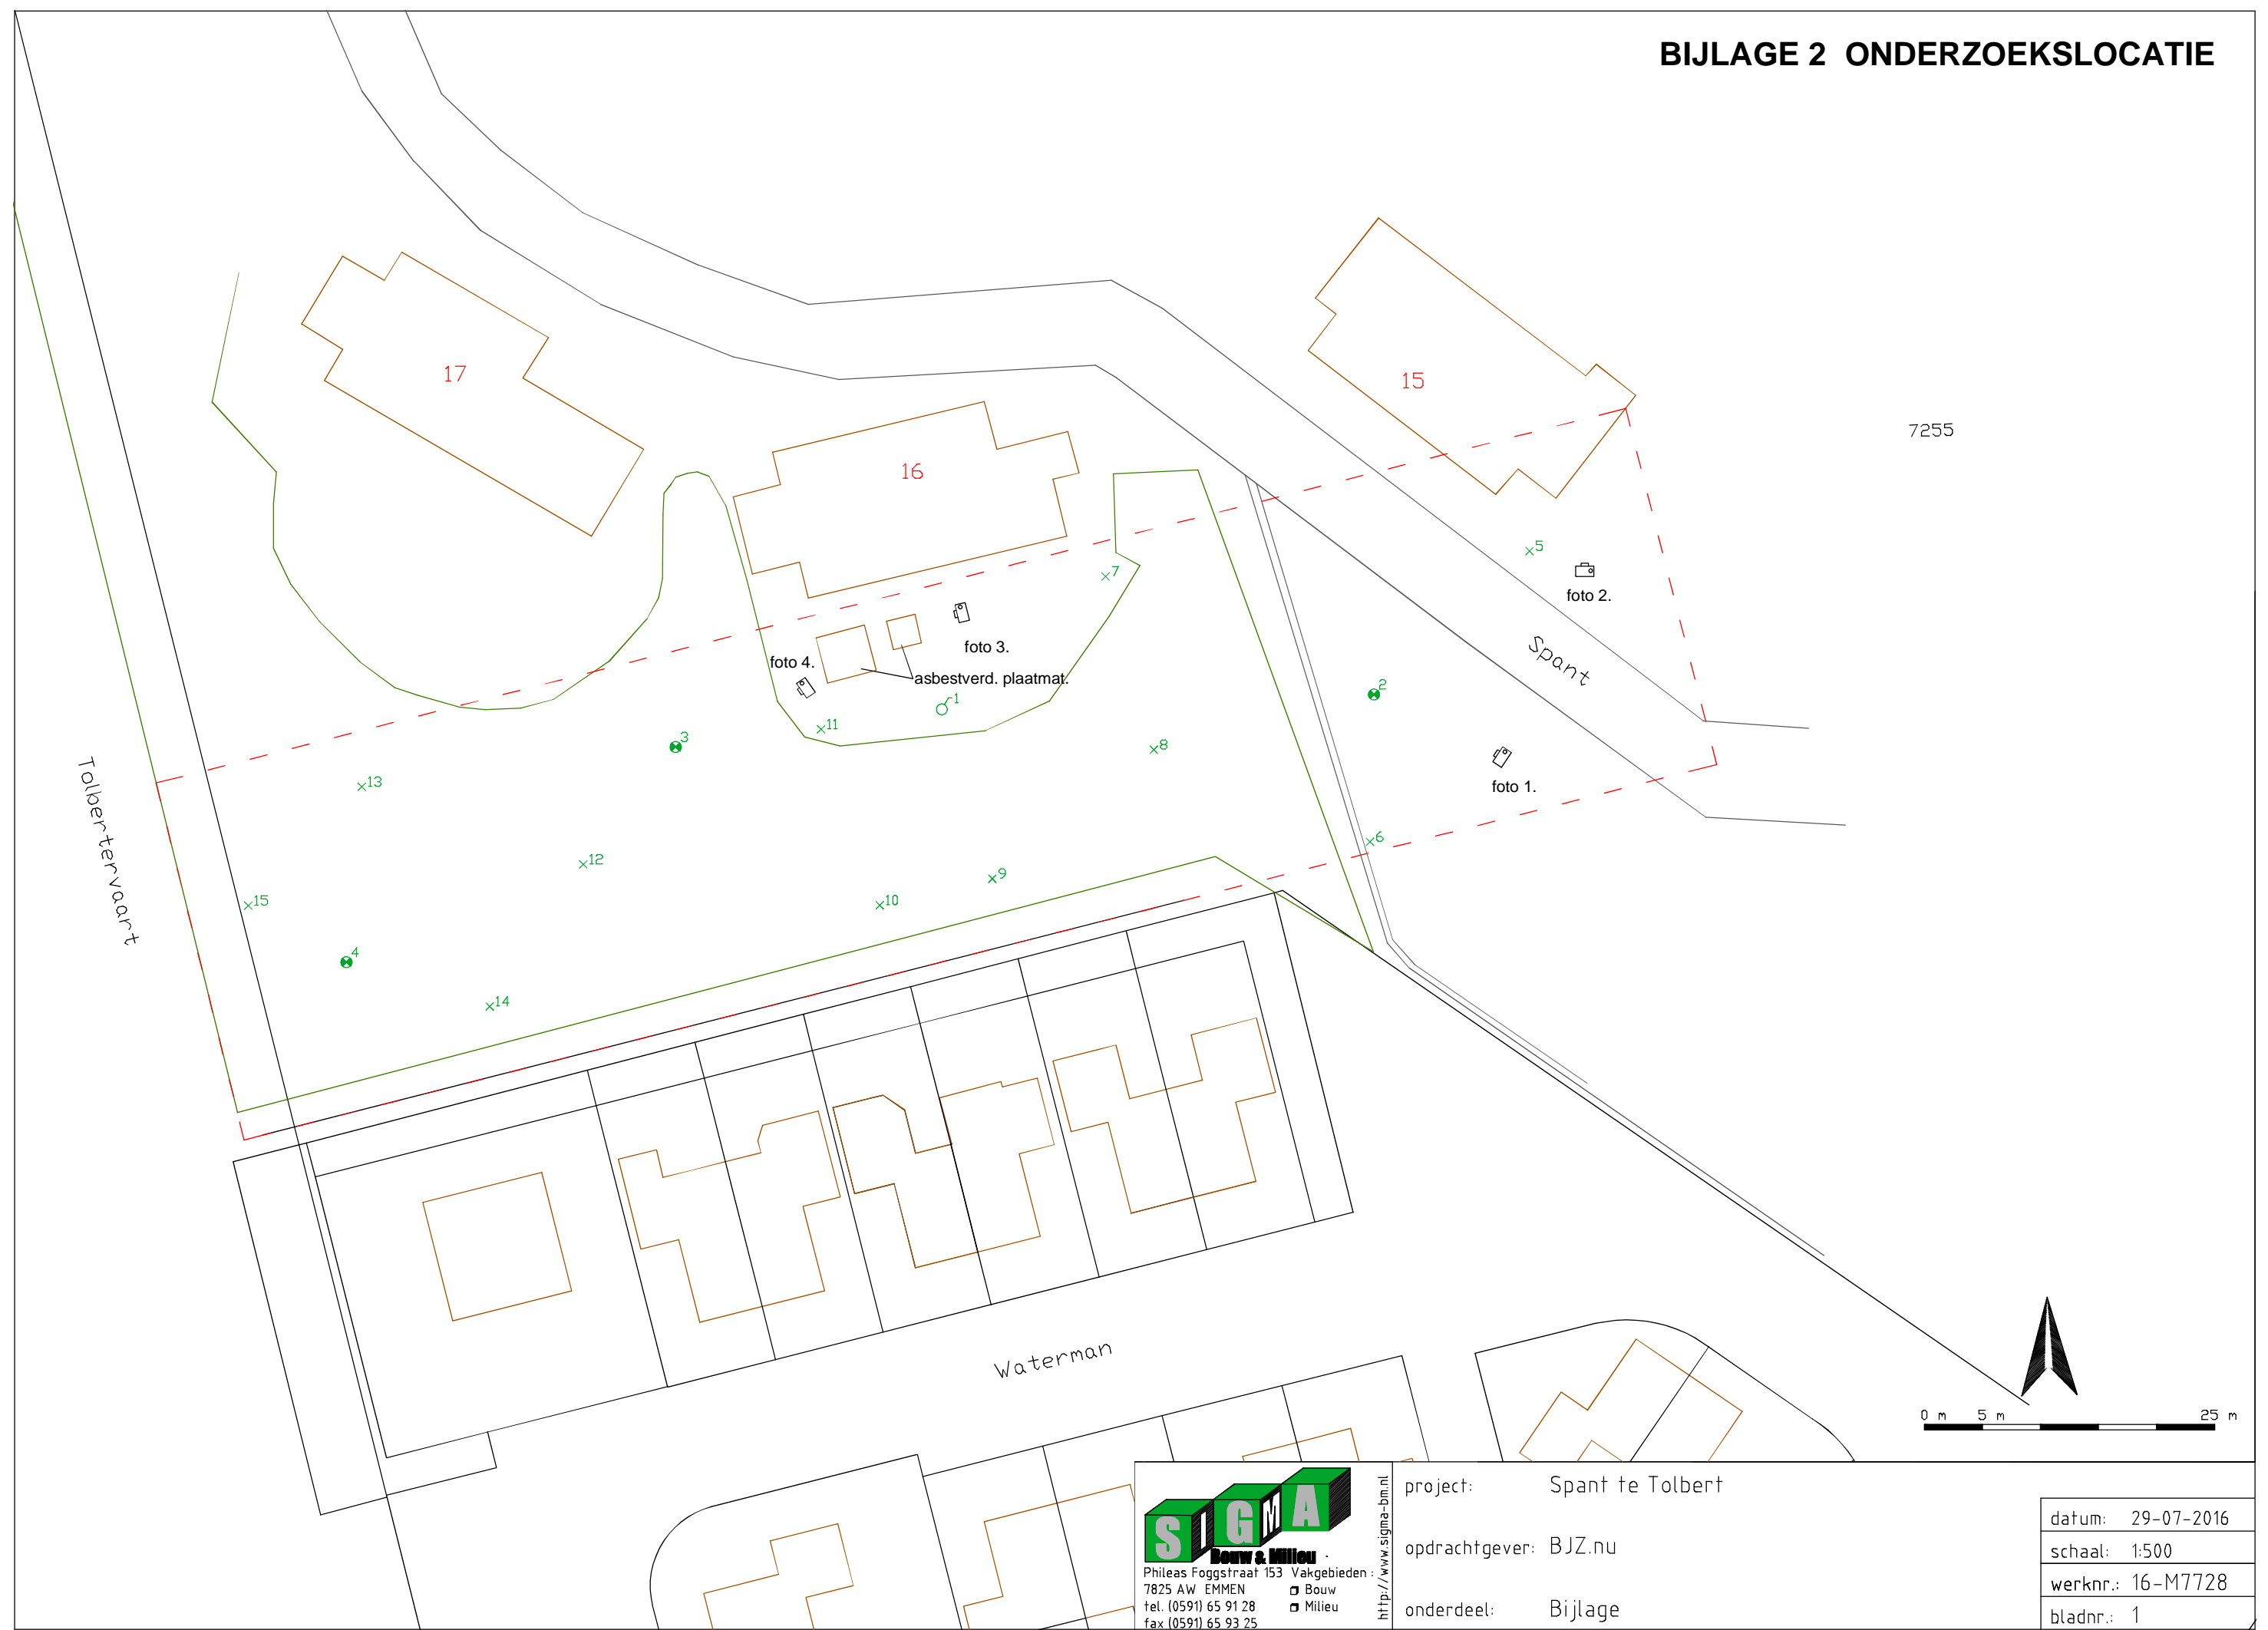 BIJLAGE 2  ONDERZOEKSLOCATIE
17
15
16
7255
5
7
foto 2.
foto 3.
foto 4.
Spant
asbestverd. plaatmat.
2
1
11
3
8
Tolbertervaart
13
foto 1.
6
12
9
15
10
4
14
Waterman
0 m
5 m
25 m
SIGMA
Bouw & Milieu
Phileas Foggstraat 153
7825 AW  EMMEN
tel. (0591) 65 91 28
fax (0591) 65 93 25
Vakgebieden :
Bouw
Milieu
http://www.sigma-bm.nl
project: Spant te Tolbert
opdrachtgever: BJZ.nu
onderdeel: Bijlage
datum: 29-07-2016
schaal: 1:500
werknr.: 16-M7728
bladnr.: 1